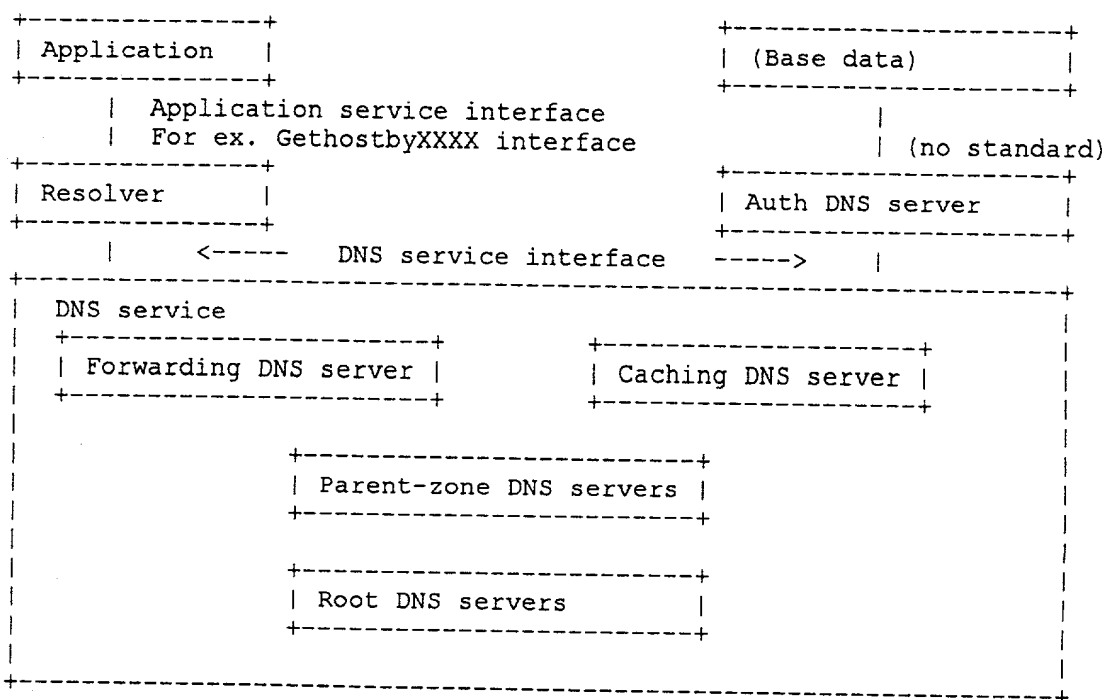 Application
(Base data)
Application service interface
For ex. GethostbyXXXX interface
(no standard)
Resolver
Auth DNS server
<----- DNS service interface ----->
DNS service
Forwarding DNS server
Caching DNS server
Parent-zone DNS servers
Root DNS servers